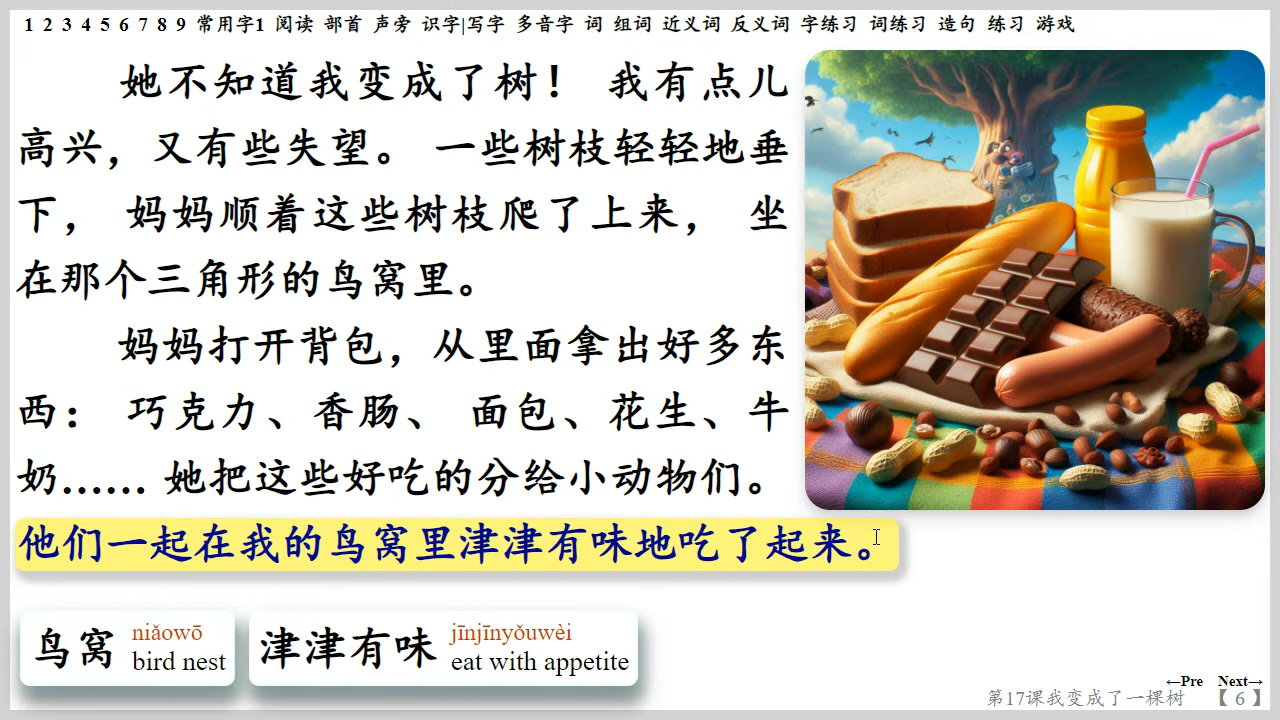 1 2 3 4 5 6 7 8 9 常用字1 阅读 部首 声旁 识字|写字 多音字 词 组词 近义词 反义词 字练习 词练习 造句 练习 游戏
她不知道我变成了树！ 我有点儿
高兴，又有些失望。 一些树枝轻轻地垂
下， 妈妈顺着这些树枝爬了上来， 坐
在那个三角形的鸟窝里。
妈妈打开背包，从里面拿出好多东
西： 巧克力、香肠、 面包、花生、牛
奶…… 她把这些好吃的分给小动物们。
他们一起在我的鸟窝里津津有味地吃了起来。
鸟窝 niǎowō bird nest
津津有味 jīnjīnyǒuwèi eat with appetite
←Pre Next→
第17课我变成了一棵树 【 6 】